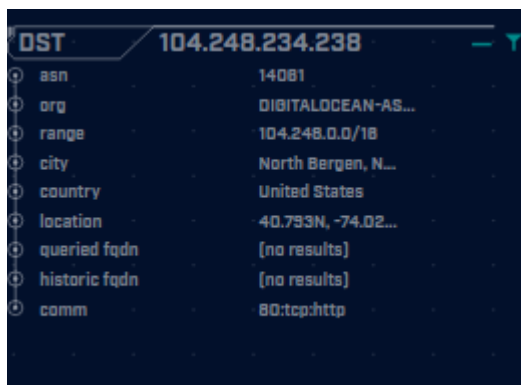 DST 104.248.234.238
asn 14061
org DIGITALOCEAN-AS...
range 104.248.0.0/16
city North Bergen, N...
country United States
location 40.793N, -74.02...
queried fqdn (no results)
historic fqdn (no results)
comm 80:tcp:http